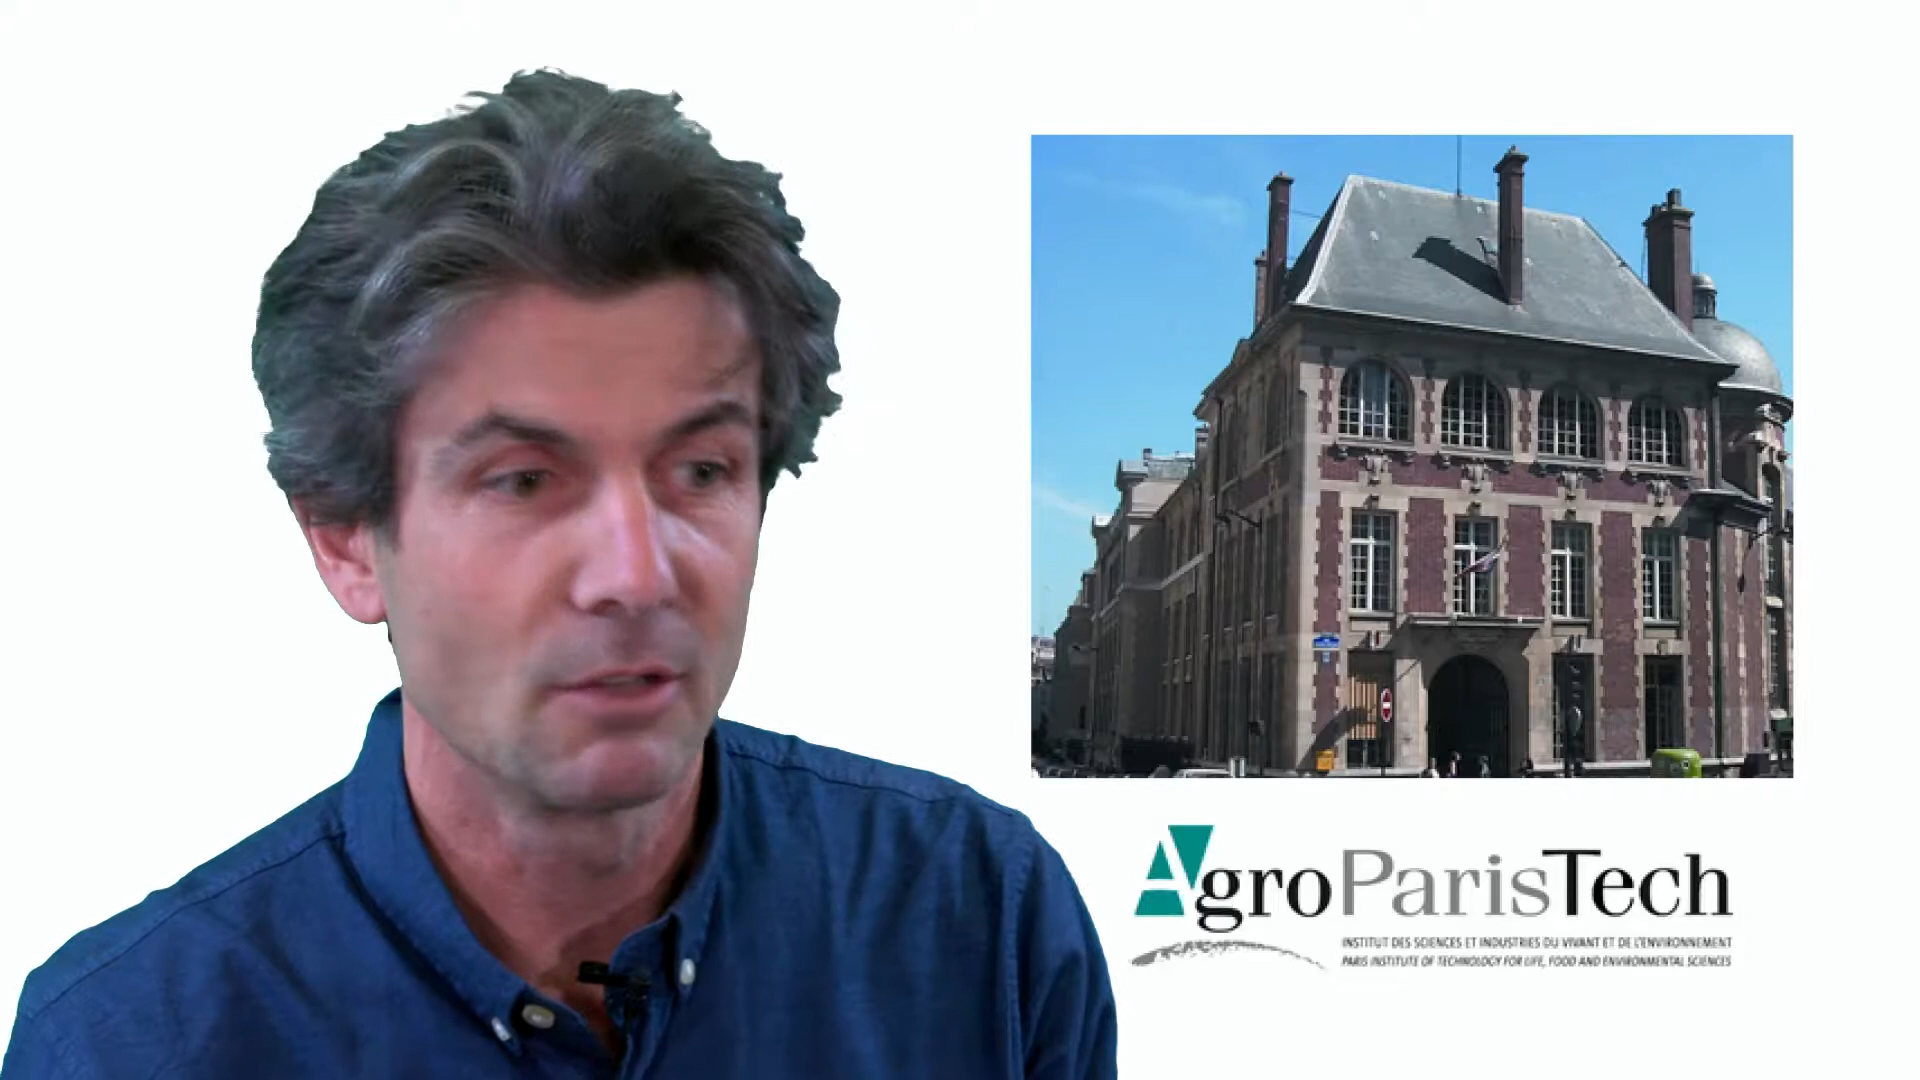 AgroParisTech
INSTITUT DES SCIENCES ET INDUSTRIES DU VIVANT ET DE L'ENVIRONNEMENT
PARIS INSTITUTE OF TECHNOLOGY FOR LIFE, FOOD AND ENVIRONMENTAL SCIENCES